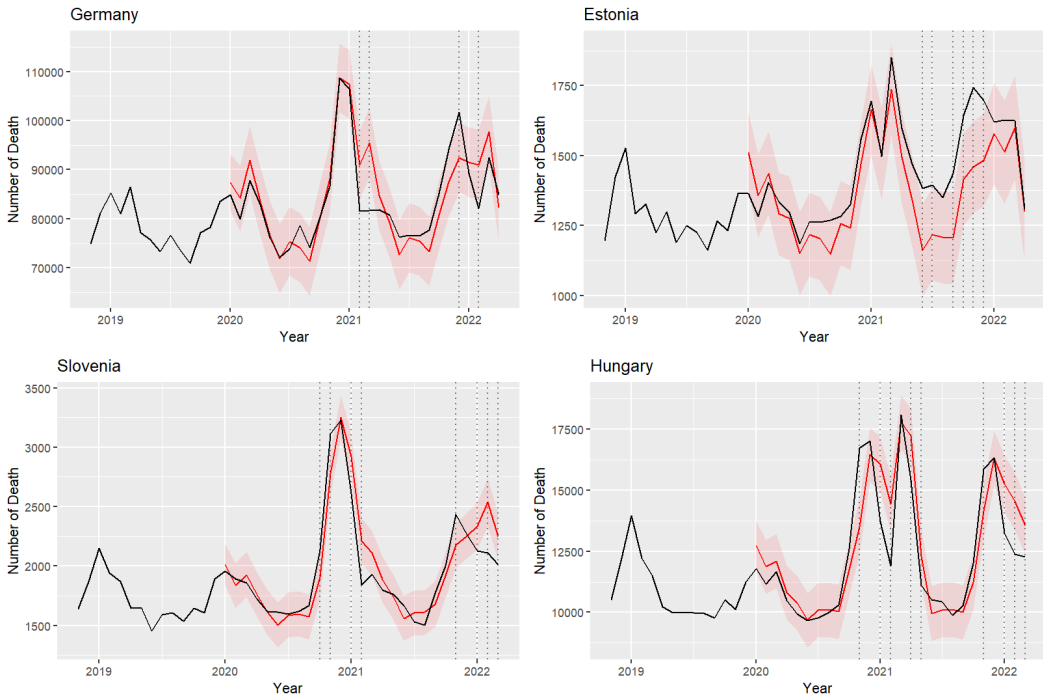 Germany
Number of Death
110000
100000
90000
80000
70000
2019
2020
2021
2022
Year
Estonia
Number of Death
1750
1500
1250
1000
2019
2020
2021
2022
Year
Slovenia
Number of Death
3500
3000
2500
2000
1500
2019
2020
2021
2022
Year
Hungary
Number of Death
17500
15000
12500
10000
2019
2020
2021
2022
Year